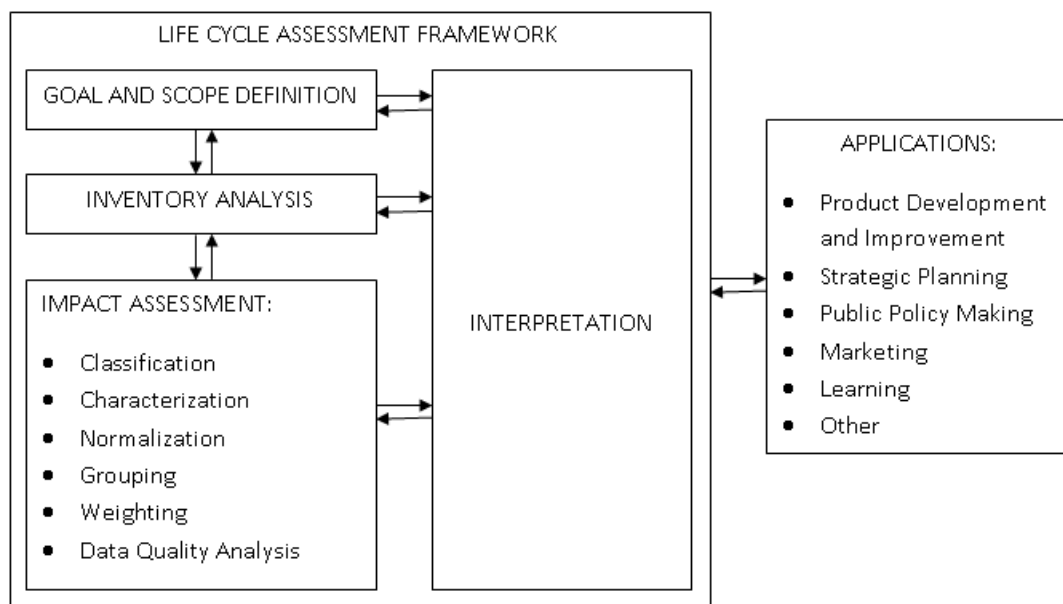 LIFE CYCLE ASSESSMENT FRAMEWORK
GOAL AND SCOPE DEFINITION
INVENTORY ANALYSIS
IMPACT ASSESSMENT:
• Classification
• Characterization
• Normalization
• Grouping
• Weighting
• Data Quality Analysis
INTERPRETATION
APPLICATIONS:
• Product Development
and Improvement
• Strategic Planning
• Public Policy Making
• Marketing
• Learning
• Other